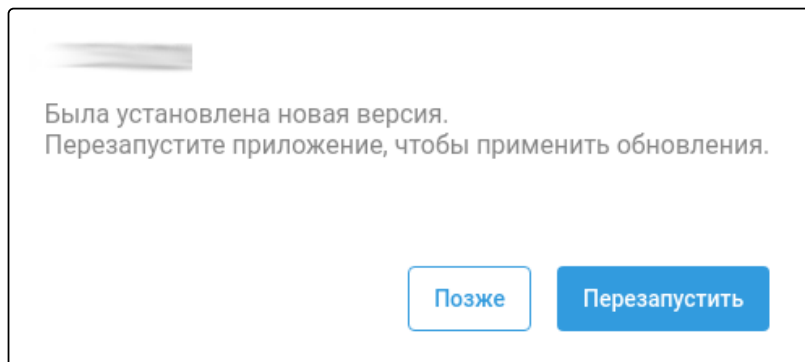 Была установлена новая версия.
Перезапустите приложение, чтобы применить обновления.
Позже
Перезапустить